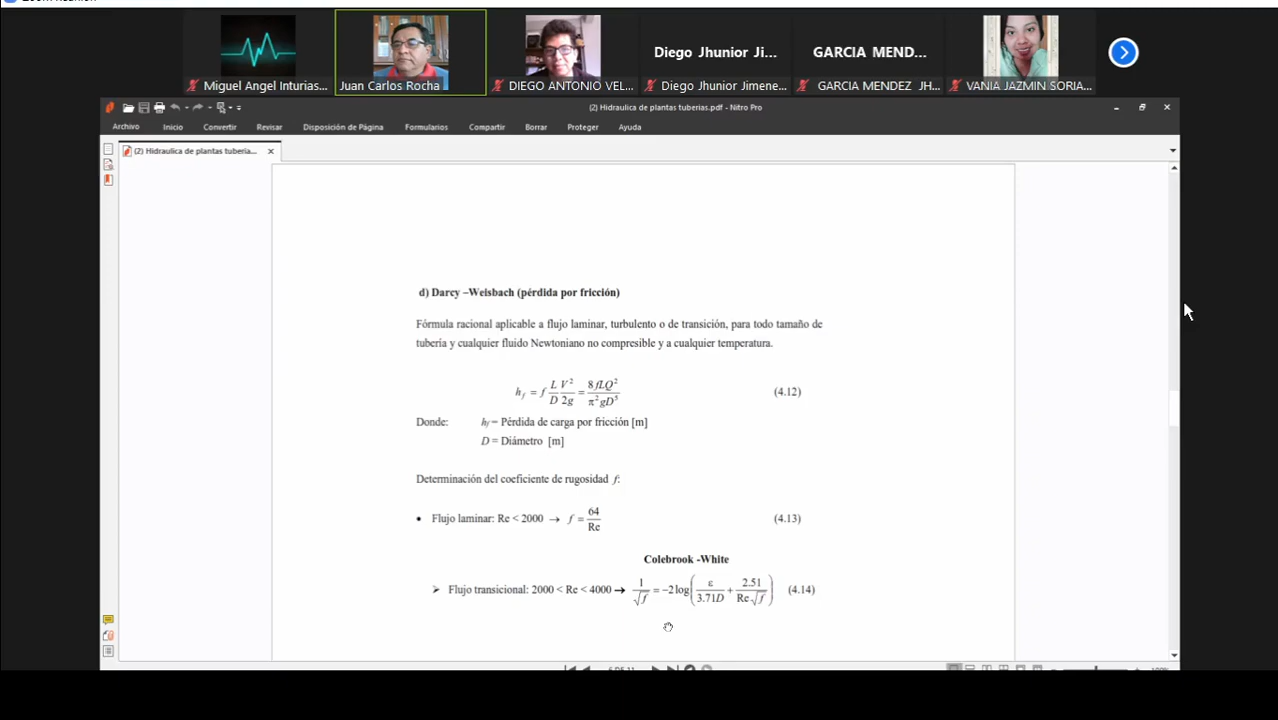 Miguel Angel Inturias...
Juan Carlos Rocha
DIEGO ANTONIO VEL...
Diego Jhunior Ji...
Diego Jhunior Jimene...
GARCIA MEND...
GARCIA MENDEZ JH...
VANIA JAZMIN SORIA...
(2) Hidraulica de plantas tuberias.pdf - Nitro Pro
Archivo Inicio Convertir Revisar Disposición de Página Formularios Compartir Borrar Proteger Ayuda
(2) Hidraulica de plantas tuberia...
d) Darcy –Weisbach (pérdida por fricción)
Fórmula racional aplicable a flujo laminar, turbulento o de transición, para todo tamaño de
tubería y cualquier fluido Newtoniano no compresible y a cualquier temperatura.
h_f = f L/D V²/2g = 8fLQ²/π²gD⁵ (4.12)
Donde: hf = Pérdida de carga por fricción [m]
D = Diámetro [m]
Determinación del coeficiente de rugosidad f:
• Flujo laminar: Re < 2000 → f = 64/Re (4.13)
Colebrook -White
➢ Flujo transicional: 2000 < Re < 4000 → 1/√f = −2log(ε/3.71D + 2.51/Re√f) (4.14)